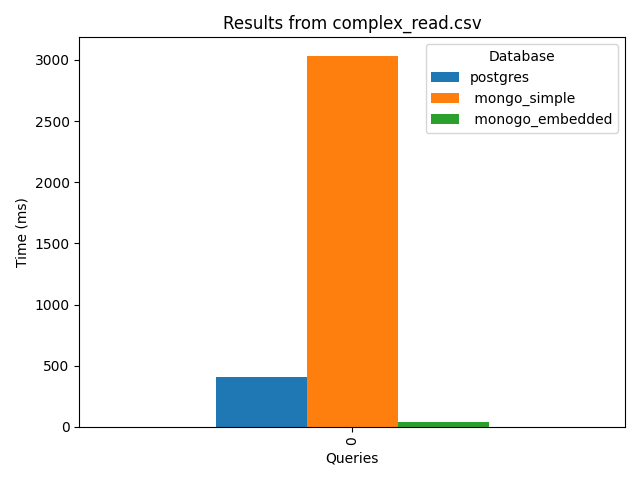 Results from complex_read.csv
Database
postgres
mongo_simple
monogo_embedded
Time (ms)
3000
2500
2000
1500
1000
500
0
0
Queries